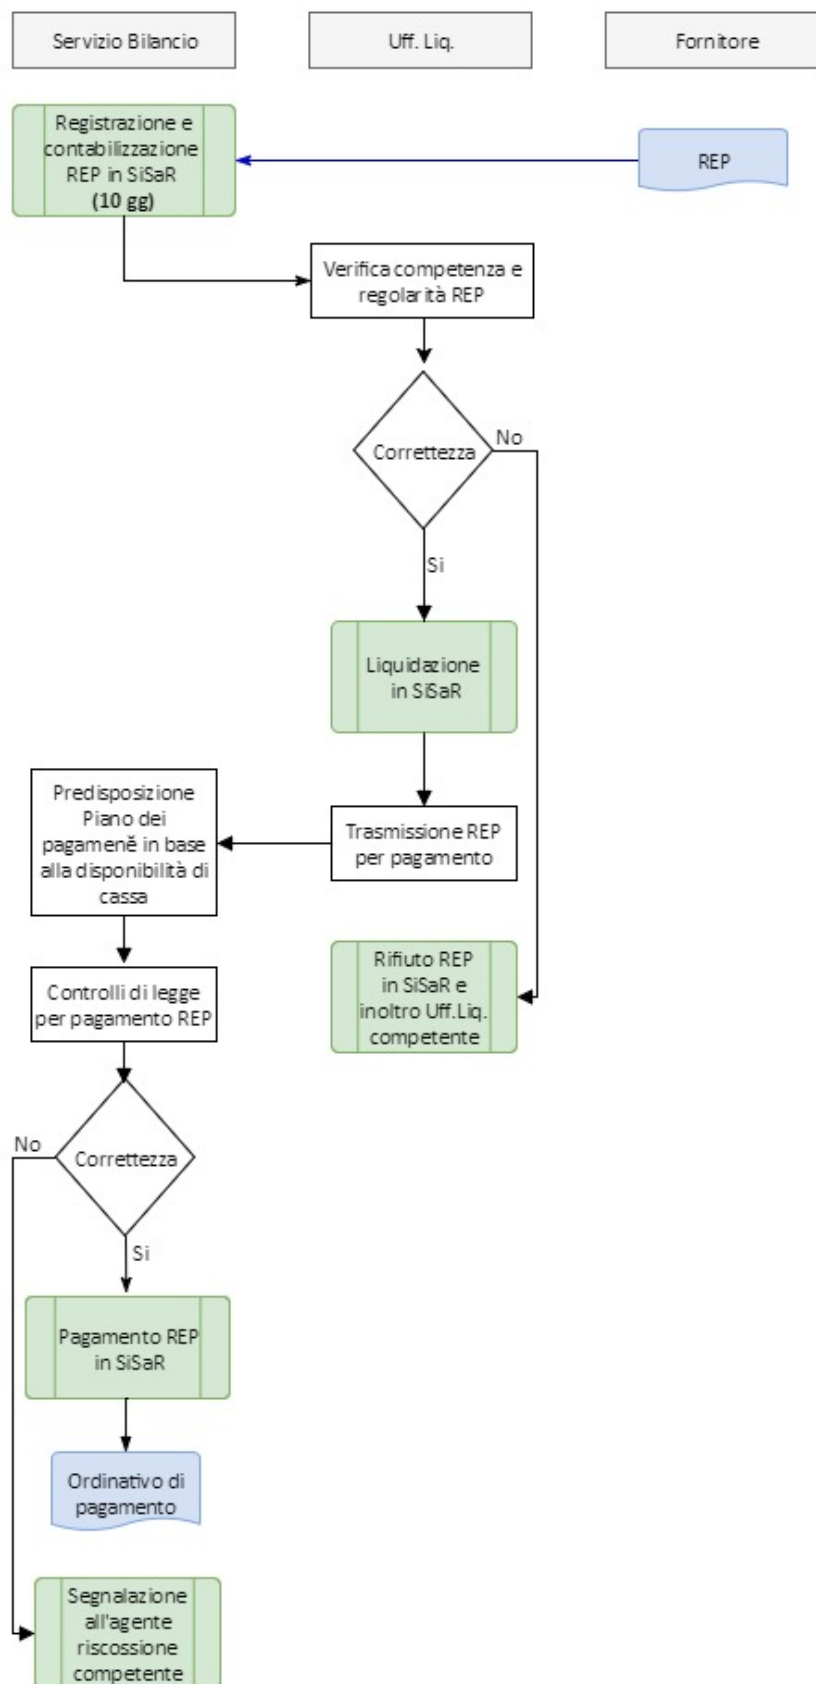 Servizio Bilancio
Uff. Liq.
Fornitore
Registrazione e
contabilizzazione
REP in SiSaR
(10 gg)
REP
Verifica competenza e
regolarità REP
Correttezza
No
Si
Liquidazione
in SiSaR
Predisposizione
Piano dei
pagameně in base
alla disponibilità di
cassa
Trasmissione REP
per pagamento
Rifiuto REP
in SiSaR e
inoltro Uff.Liq.
competente
Controlli di legge
per pagamento REP
No
Correttezza
Si
Pagamento REP
in SiSaR
Ordinativo di
pagamento
Segnalazione
all'agente
riscossione
competente